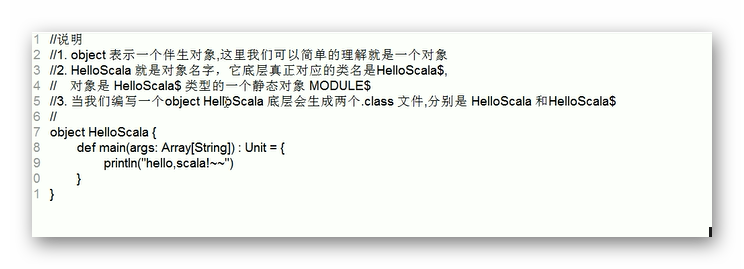 1 //说明
2 //1. object 表示一个伴生对象,这里我们可以简单的理解就是一个对象
3 //2. HelloScala 就是对象名字，它底层真正对应的类名是HelloScala$,
4 // 对象是 HelloScala$ 类型的一个静态对象 MODULE$
5 //3. 当我们编写一个object HelloScala 底层会生成两个.class 文件,分别是 HelloScala 和HelloScala$
6 //
7 object HelloScala {
8 def main(args: Array[String]) : Unit = {
9 println("hello,scala!~~")
0 }
1 }